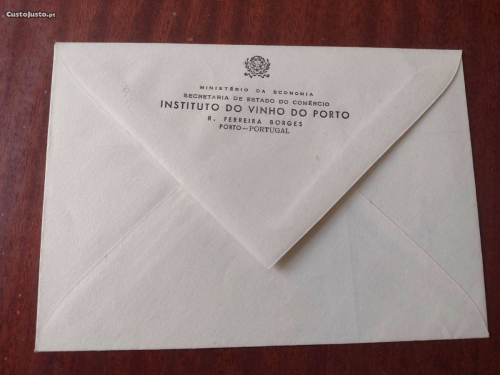 CustoJusto.pt
MINISTÉRIO DA ECONOMIA
SECRETARIA DE ESTADO DO COMÉRCIO
INSTITUTO DO VINHO DO PORTO
R. FERREIRA BORGES
PORTO—PORTUGAL